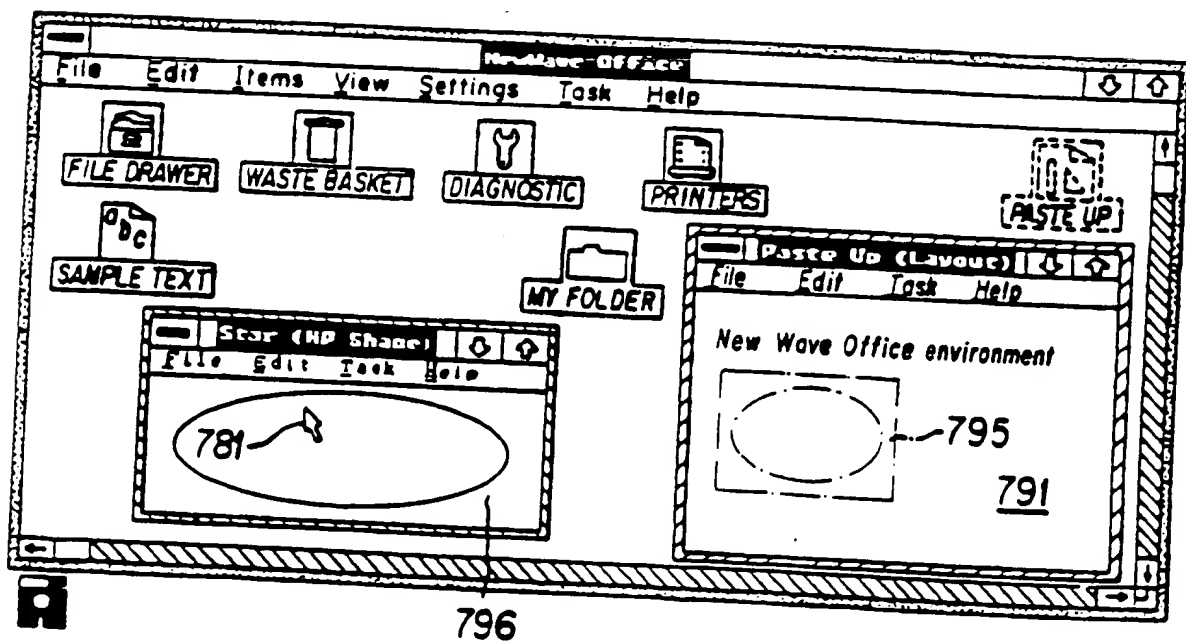 NewWave Office
File Edit Items View Settings Task Help
FILE DRAWER WASTE BASKET DIAGNOSTIC PRINTERS PASTE UP
abc
SAMPLE TEXT MY FOLDER
Paste Up (Layout)
File Edit Task Help
New Wave Office environment
795
791
Star (HP Shape)
File Edit Task Help
781
796